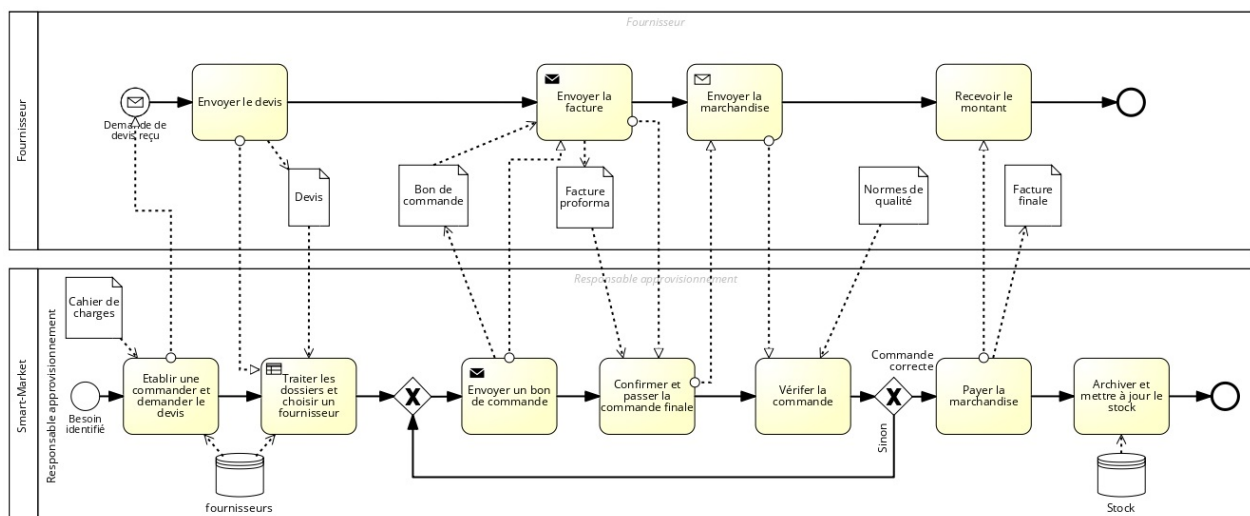 Fournisseur
Fournisseur
Demande de
devis reçu
Envoyer le devis
Envoyer la
facture
Envoyer la
marchandise
Recevoir le
montant
Devis
Bon de
commande
Facture
proforma
Normes de
qualité
Facture
finale
Smart-Market
Responsable approvisionnement
Responsable approvisionnement
Cahier de
charges
Besoin
identifié
Etablir une
commander et
demander le
devis
Traiter les
dossiers et
choisir un
fournisseur
Envoyer un bon
de commande
Confirmer et
passer la
commande finale
Vérifer la
commande
Commande
correcte
Sinon
Payer la
marchandise
Archiver et
mettre à jour le
stock
fournisseurs
Stock